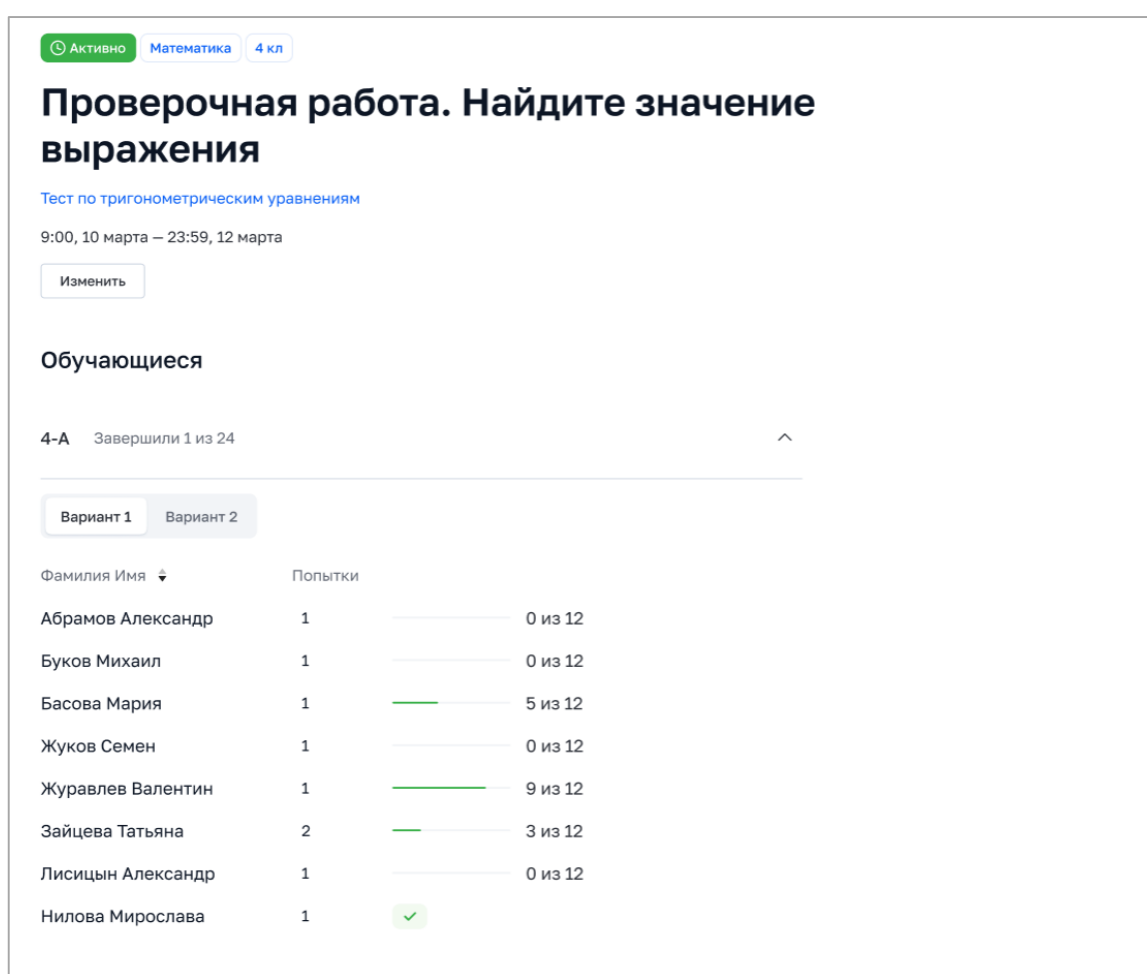 Активно Математика 4 кл
Проверочная работа. Найдите значение
выражения
Тест по тригонометрическим уравнениям
9:00, 10 марта – 23:59, 12 марта
Изменить
Обучающиеся
4-А Завершили 1 из 24
Вариант 1 Вариант 2
Фамилия Имя Попытки
Абрамов Александр 1 0 из 12
Буков Михаил 1 0 из 12
Басова Мария 1 5 из 12
Жуков Семен 1 0 из 12
Журавлев Валентин 1 9 из 12
Зайцева Татьяна 2 3 из 12
Лисицын Александр 1 0 из 12
Нилова Мирослава 1